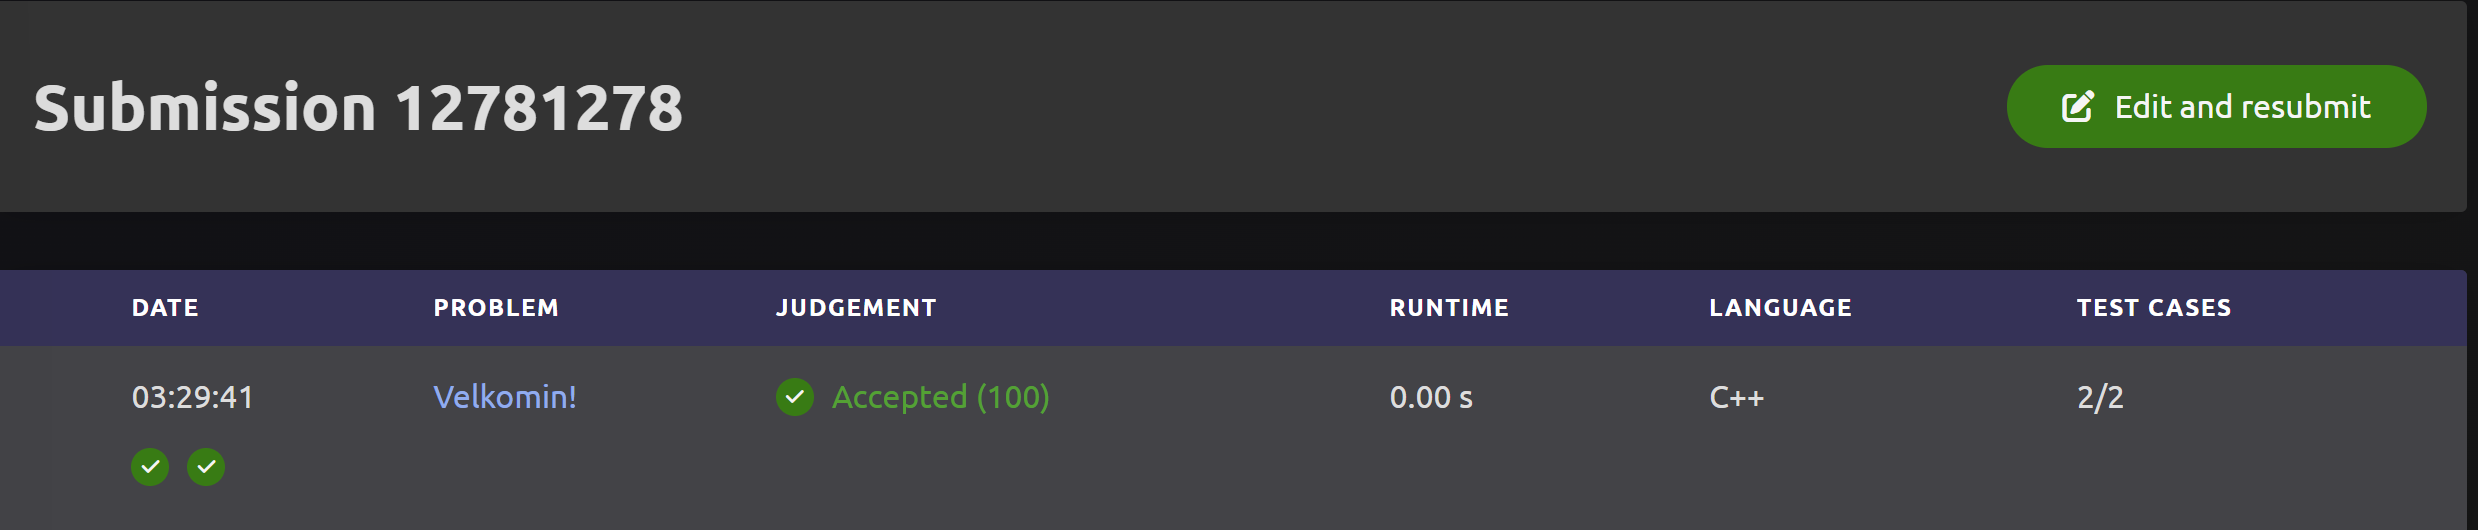 Submission 12781278
Edit and resubmit
DATE PROBLEM JUDGEMENT RUNTIME LANGUAGE TEST CASES
03:29:41 Velkomin! Accepted (100) 0.00 s C++ 2/2